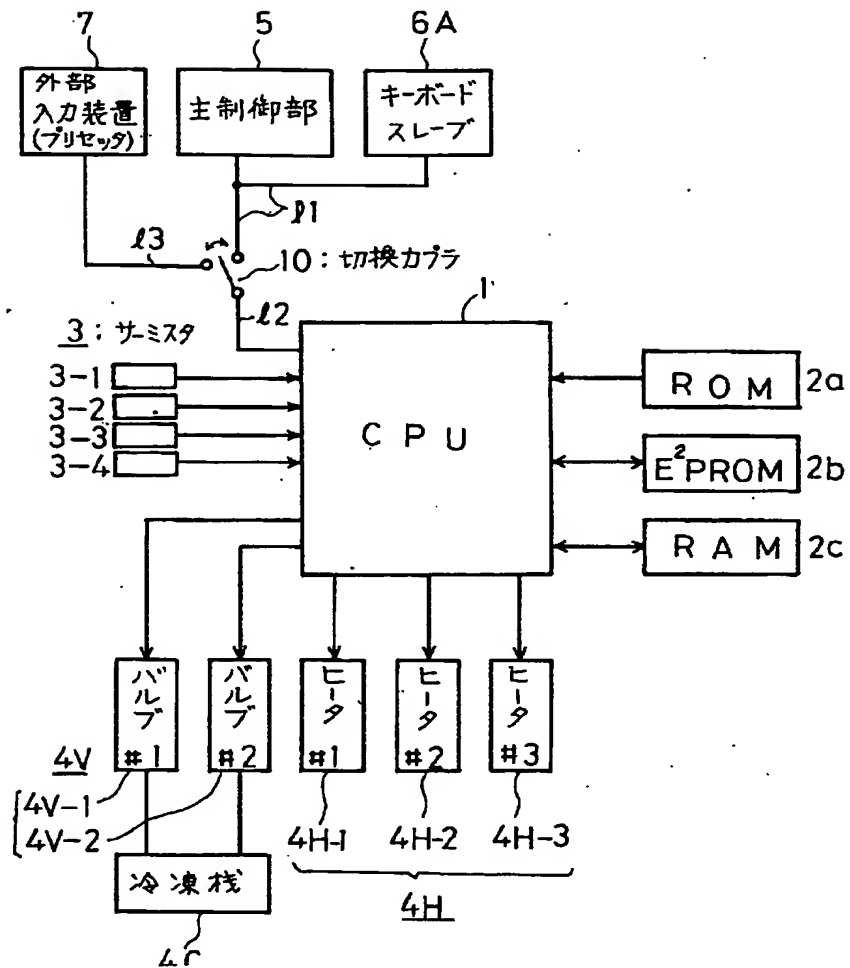 7
5
6A
外部
入力装置
(プリセッタ)
主制御部
キーボード
スレーブ
ℓ1
ℓ3
10:切換カプラ
ℓ2
1
3:サーミスタ
3-1
3-2
3-3
3-4
CPU
ROM 2a
E²PROM 2b
RAM 2c
バルブ
#1
バルブ
#2
ヒータ
#1
ヒータ
#2
ヒータ
#3
4V
4V-1
4V-2
4H-1
4H-2
4H-3
4H
冷凍桟